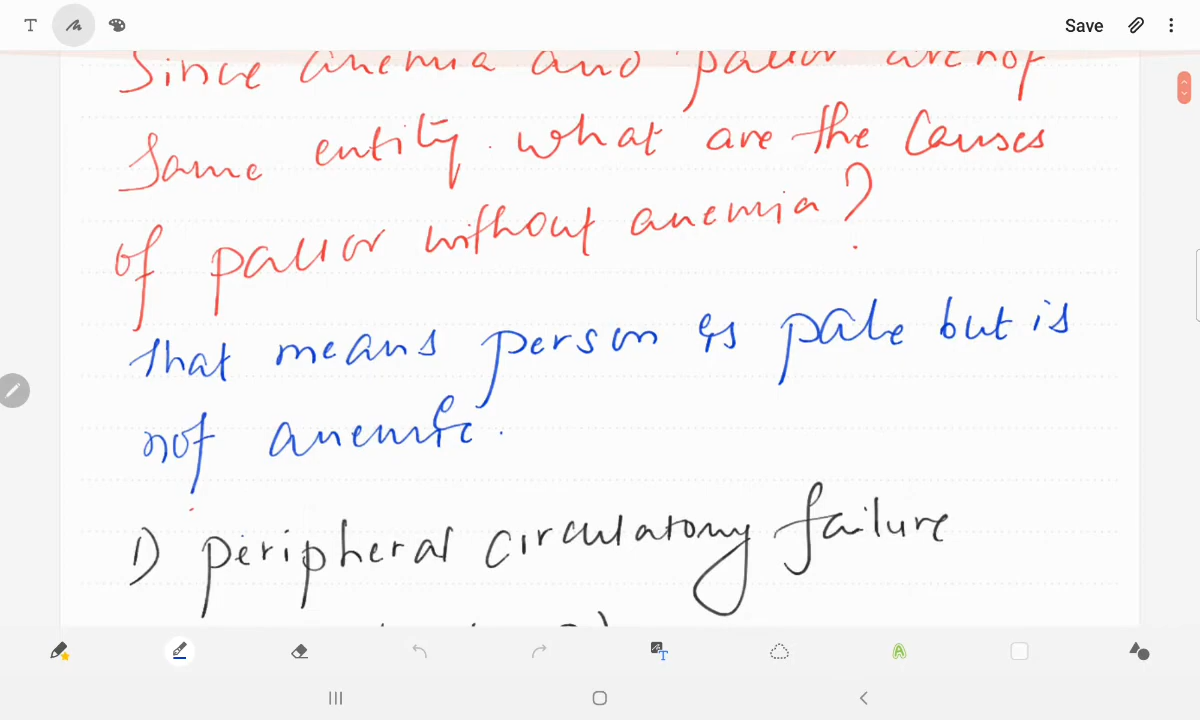 Save
Since anemia and pallor are not
Same entity. what are the Causes
of pallor without anemia?
that means person is pale but is
not anemic.
1) peripheral circulatory failure